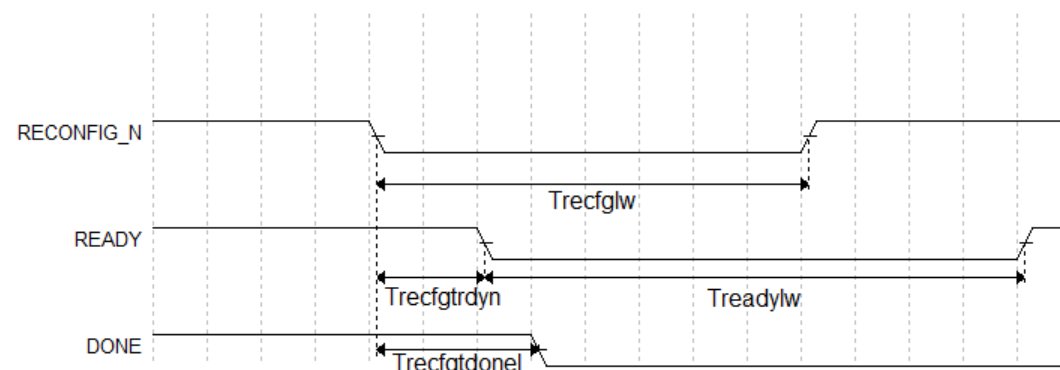 RECONFIG_N
Trecfglw
READY
Trecfgtrdyn
Treadylw
DONE
Trecfgtdonel